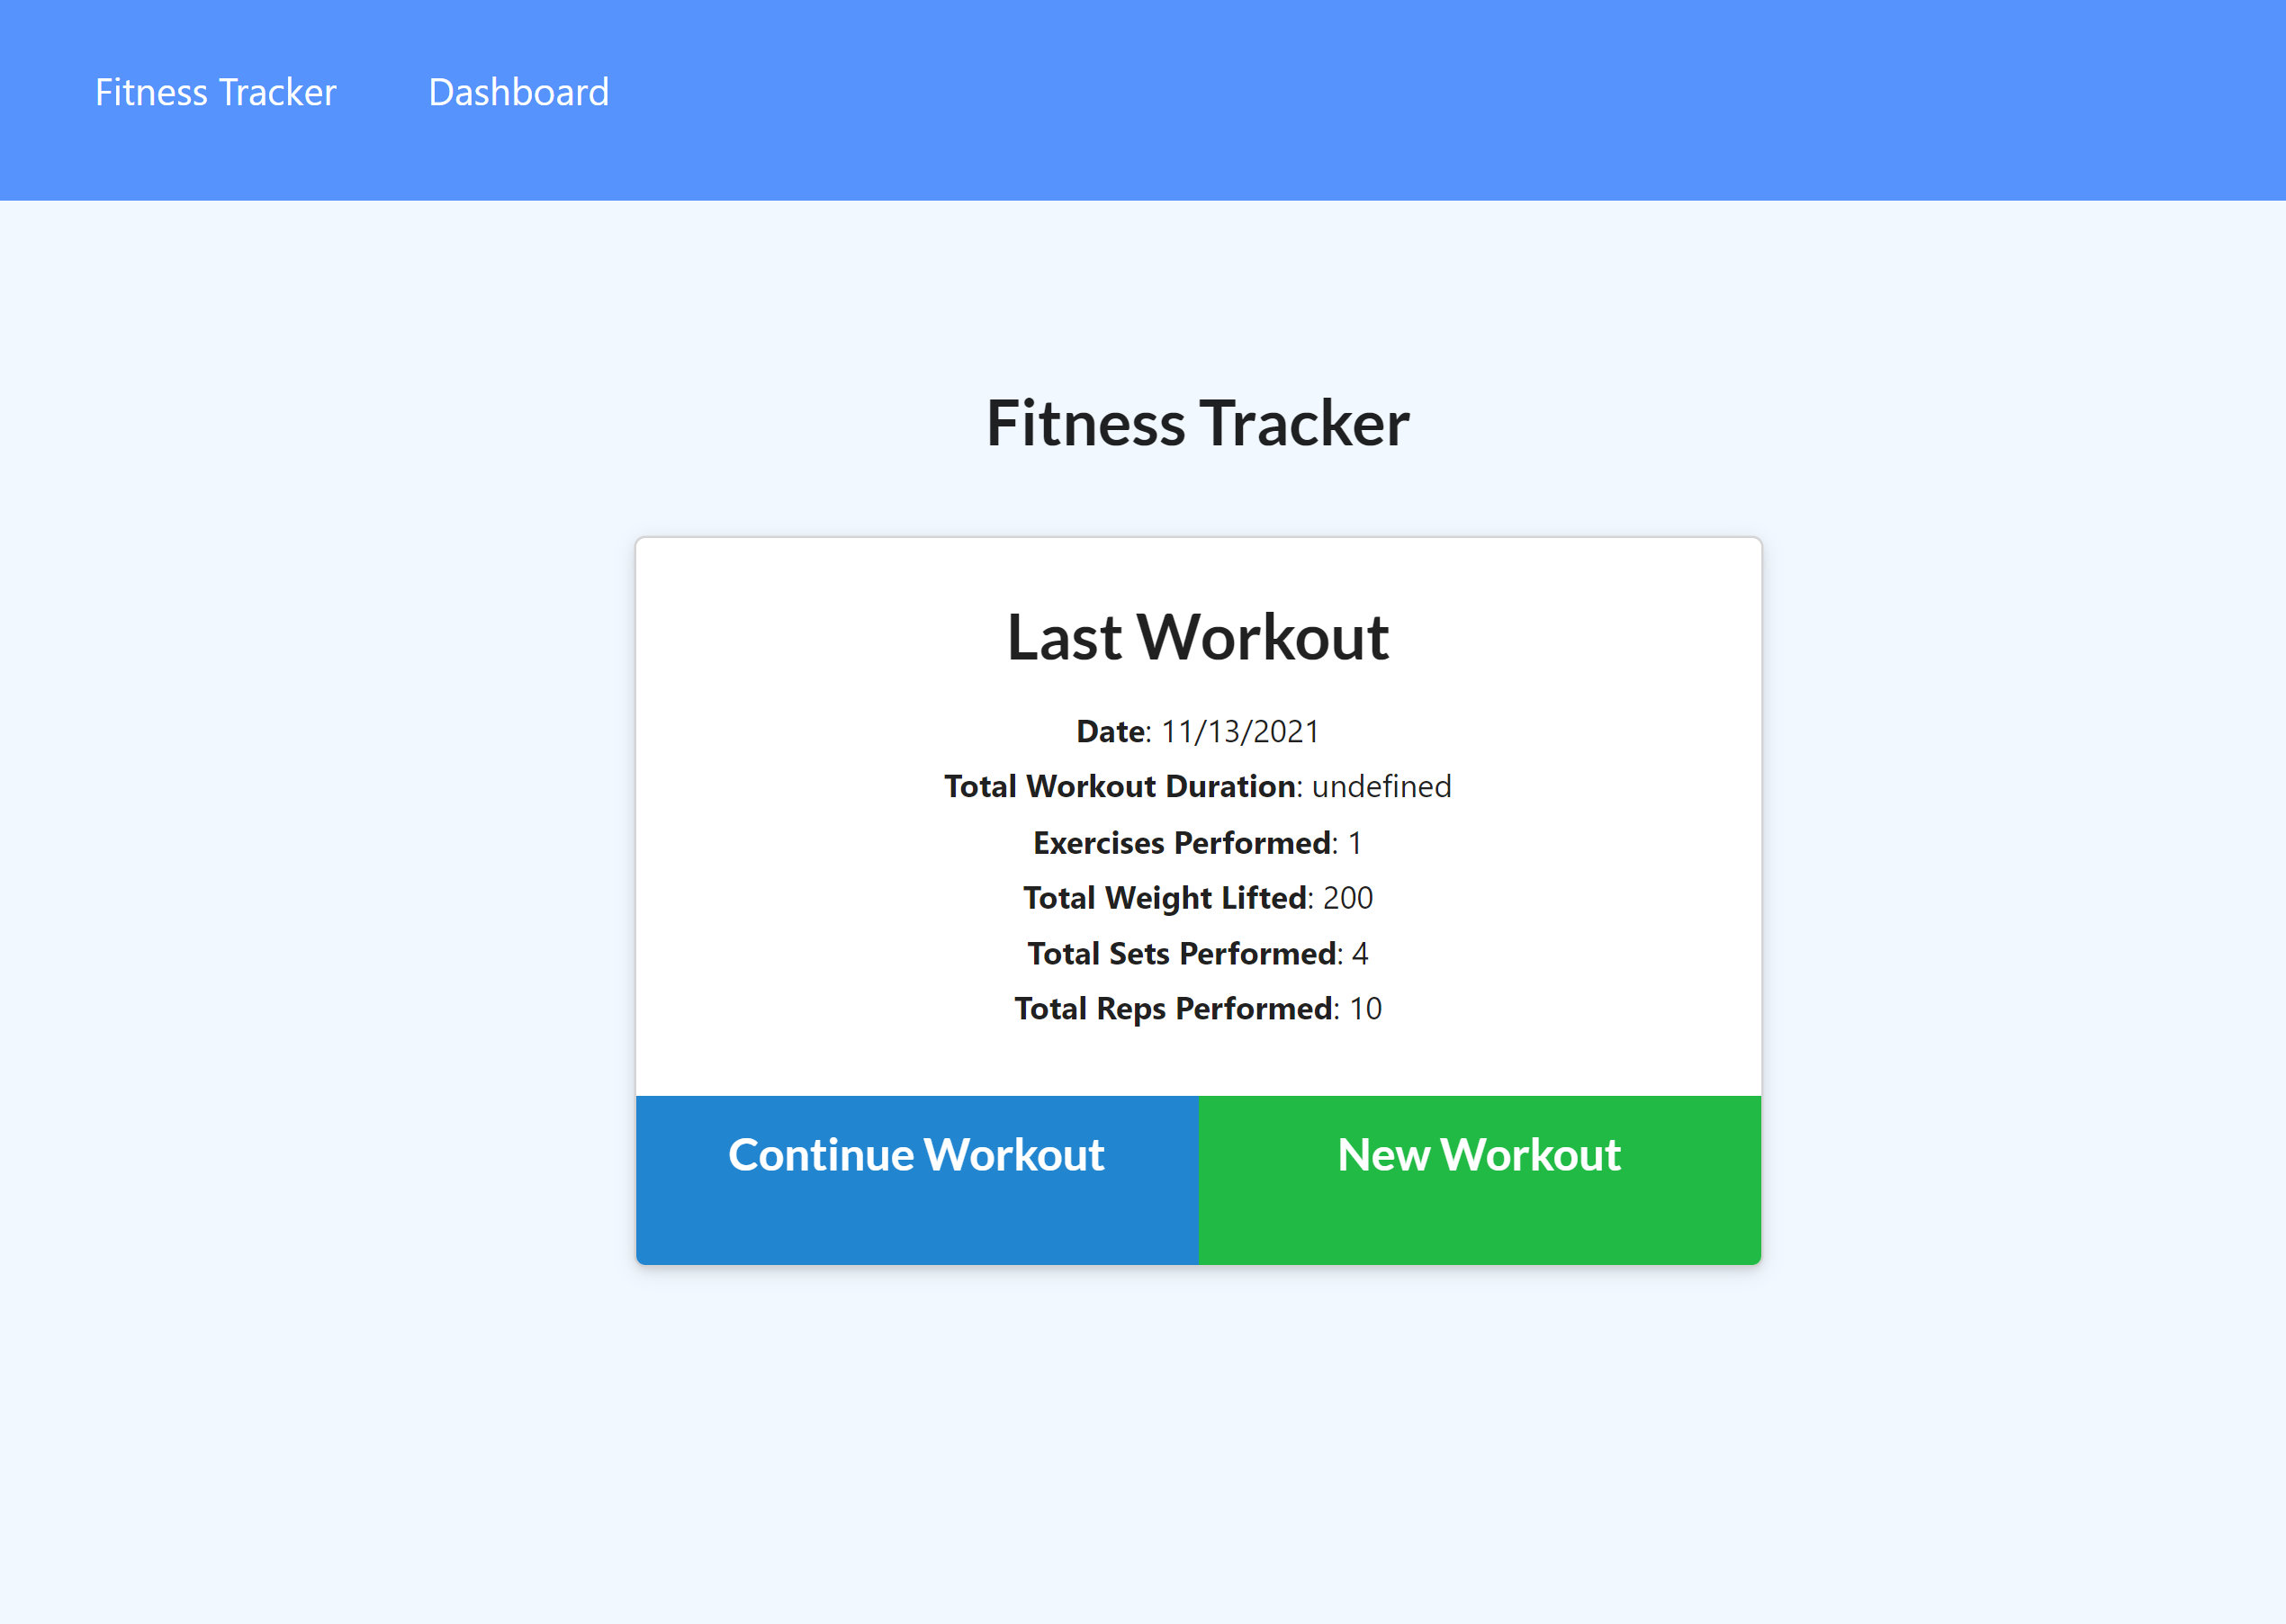 Fitness Tracker Dashboard
Fitness Tracker
Last Workout
Date: 11/13/2021
Total Workout Duration: undefined
Exercises Performed: 1
Total Weight Lifted: 200
Total Sets Performed: 4
Total Reps Performed: 10
Continue Workout New Workout